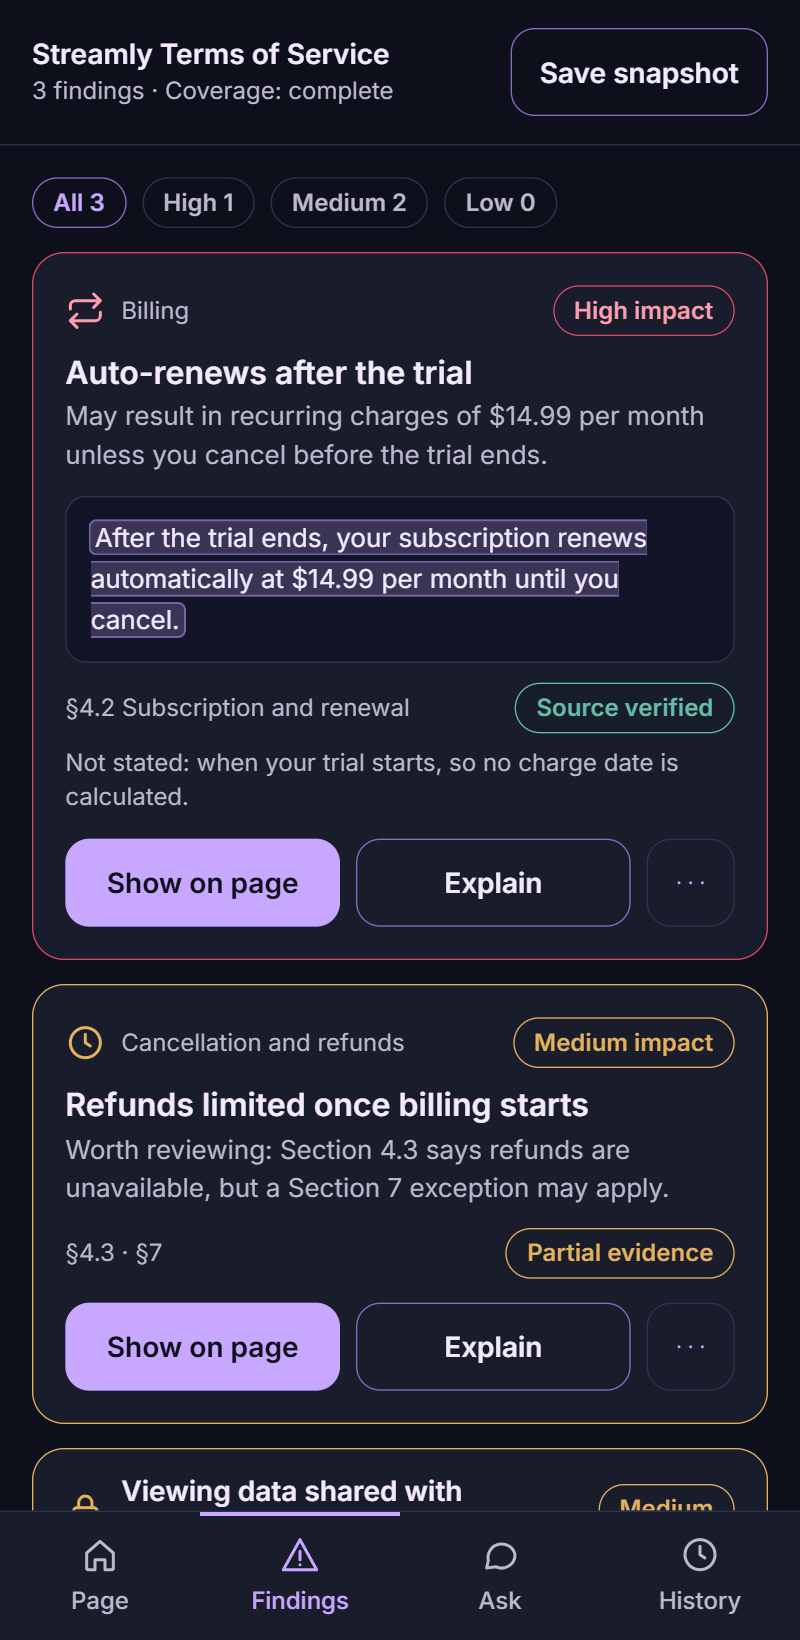 Streamly Terms of Service
3 findings · Coverage: complete
Save snapshot
All 3
High 1
Medium 2
Low 0
Billing
High impact
Auto-renews after the trial
May result in recurring charges of $14.99 per month
unless you cancel before the trial ends.
After the trial ends, your subscription renews
automatically at $14.99 per month until you
cancel.
§4.2 Subscription and renewal
Source verified
Not stated: when your trial starts, so no charge date is
calculated.
Show on page
Explain
...
Cancellation and refunds
Medium impact
Refunds limited once billing starts
Worth reviewing: Section 4.3 says refunds are
unavailable, but a Section 7 exception may apply.
§4.3 · §7
Partial evidence
Show on page
Explain
...
Viewing data shared with
Medium
Page
Findings
Ask
History